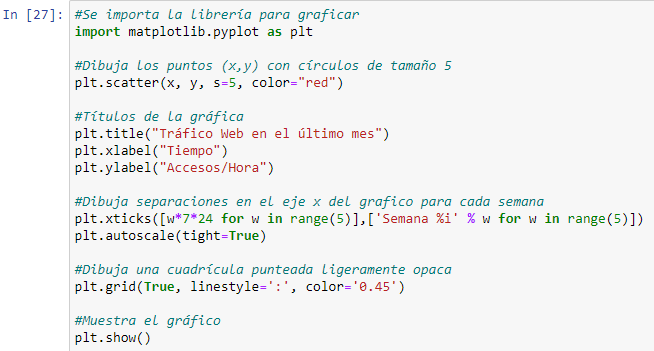 In [27]: #Se importa la librería para graficar
import matplotlib.pyplot as plt
#Dibuja los puntos (x,y) con círculos de tamaño 5
plt.scatter(x, y, s=5, color="red")
#Títulos de la gráfica
plt.title("Tráfico Web en el último mes")
plt.xlabel("Tiempo")
plt.ylabel("Accesos/Hora")
#Dibuja separaciones en el eje x del grafico para cada semana
plt.xticks([w*7*24 for w in range(5)],['Semana %i' % w for w in range(5)])
plt.autoscale(tight=True)
#Dibuja una cuadrícula punteada ligeramente opaca
plt.grid(True, linestyle=':', color='0.45')
#Muestra el gráfico
plt.show()